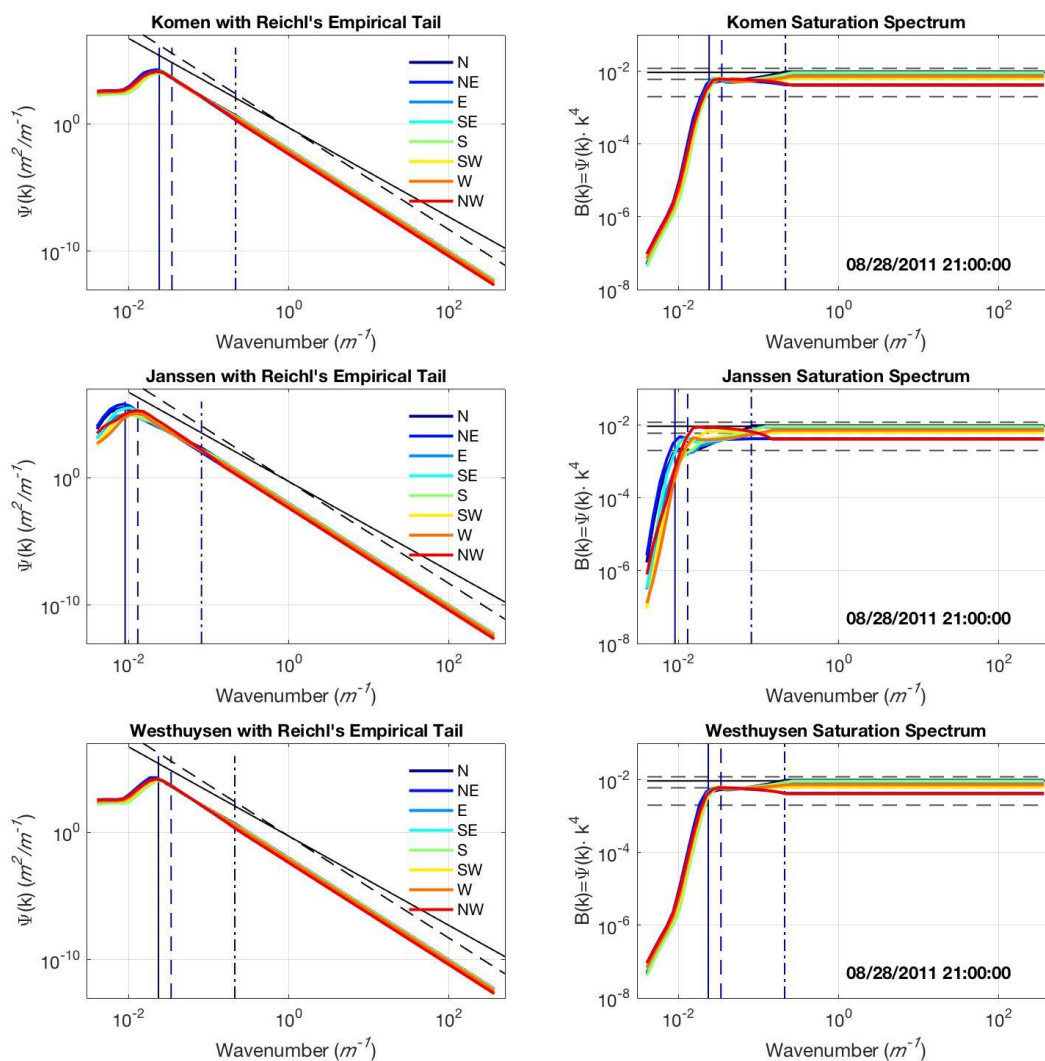 Komen with Reichl's Empirical Tail
Ψ(k) (m²/m⁻¹)
10⁰
10⁻¹⁰
10⁻²
10⁰
10²
Wavenumber (m⁻¹)
N
NE
E
SE
S
SW
W
NW
Komen Saturation Spectrum
B(k)=Ψ(k)· k⁴
10⁻²
10⁻⁴
10⁻⁶
10⁻⁸
08/28/2011 21:00:00
10⁻²
10⁰
10²
Wavenumber (m⁻¹)
Janssen with Reichl's Empirical Tail
Ψ(k) (m²/m⁻¹)
10⁰
10⁻¹⁰
10⁻²
10⁰
10²
Wavenumber (m⁻¹)
N
NE
E
SE
S
SW
W
NW
Janssen Saturation Spectrum
B(k)=Ψ(k)· k⁴
10⁻²
10⁻⁴
10⁻⁶
10⁻⁸
08/28/2011 21:00:00
10⁻²
10⁰
10²
Wavenumber (m⁻¹)
Westhuysen with Reichl's Empirical Tail
Ψ(k) (m²/m⁻¹)
10⁰
10⁻¹⁰
10⁻²
10⁰
10²
Wavenumber (m⁻¹)
N
NE
E
SE
S
SW
W
NW
Westhuysen Saturation Spectrum
B(k)=Ψ(k)· k⁴
10⁻²
10⁻⁴
10⁻⁶
10⁻⁸
08/28/2011 21:00:00
10⁻²
10⁰
10²
Wavenumber (m⁻¹)